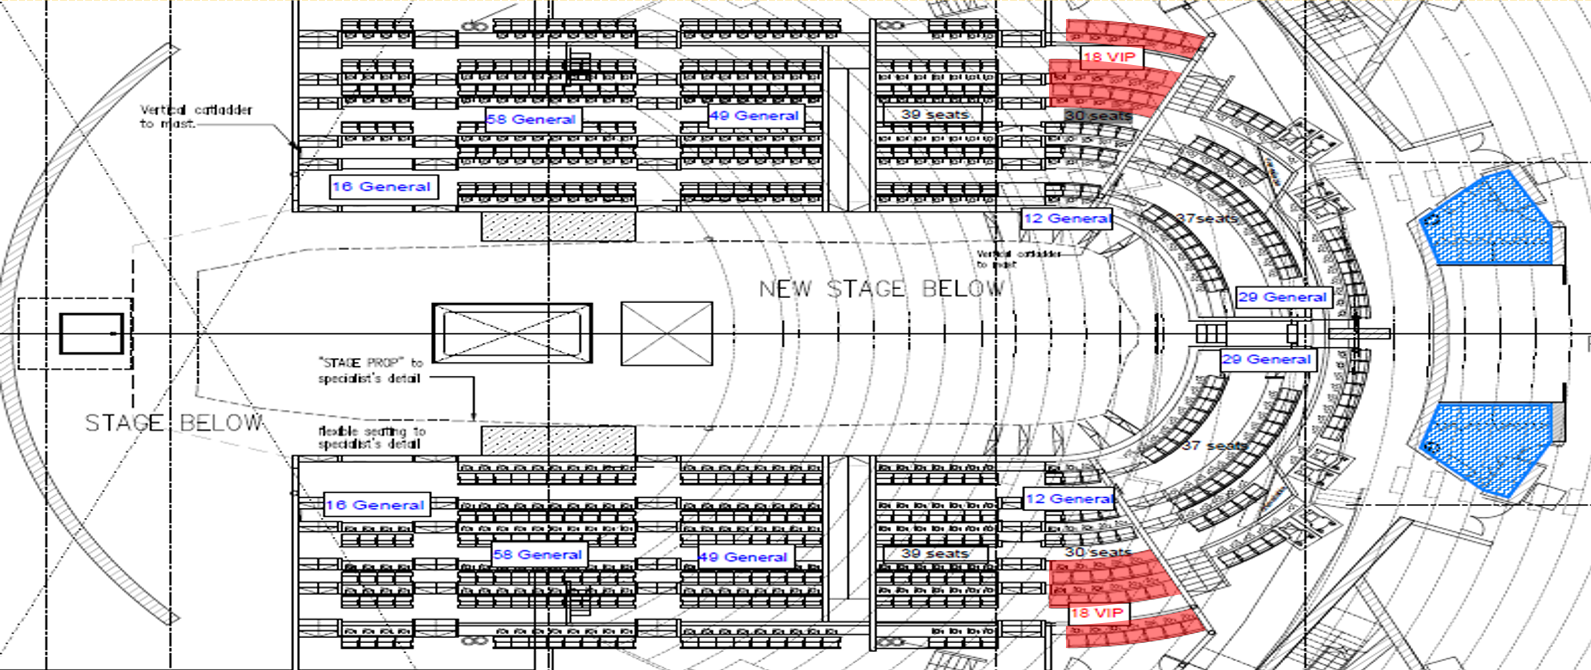 18 VIP
Vertical catladder
to mast.
58 General
49 General
39 seats
30 seats
16 General
12 General
37seats
Vertical catladder
to mast
NEW STAGE BELOW
29 General
29 General
"STAGE PROP" to
specialist's detail
STAGE BELOW
flexible seating to
specialist's detail
37 seats
16 General
12 General
58 General
49 General
39 seats
30 seats
18 VIP